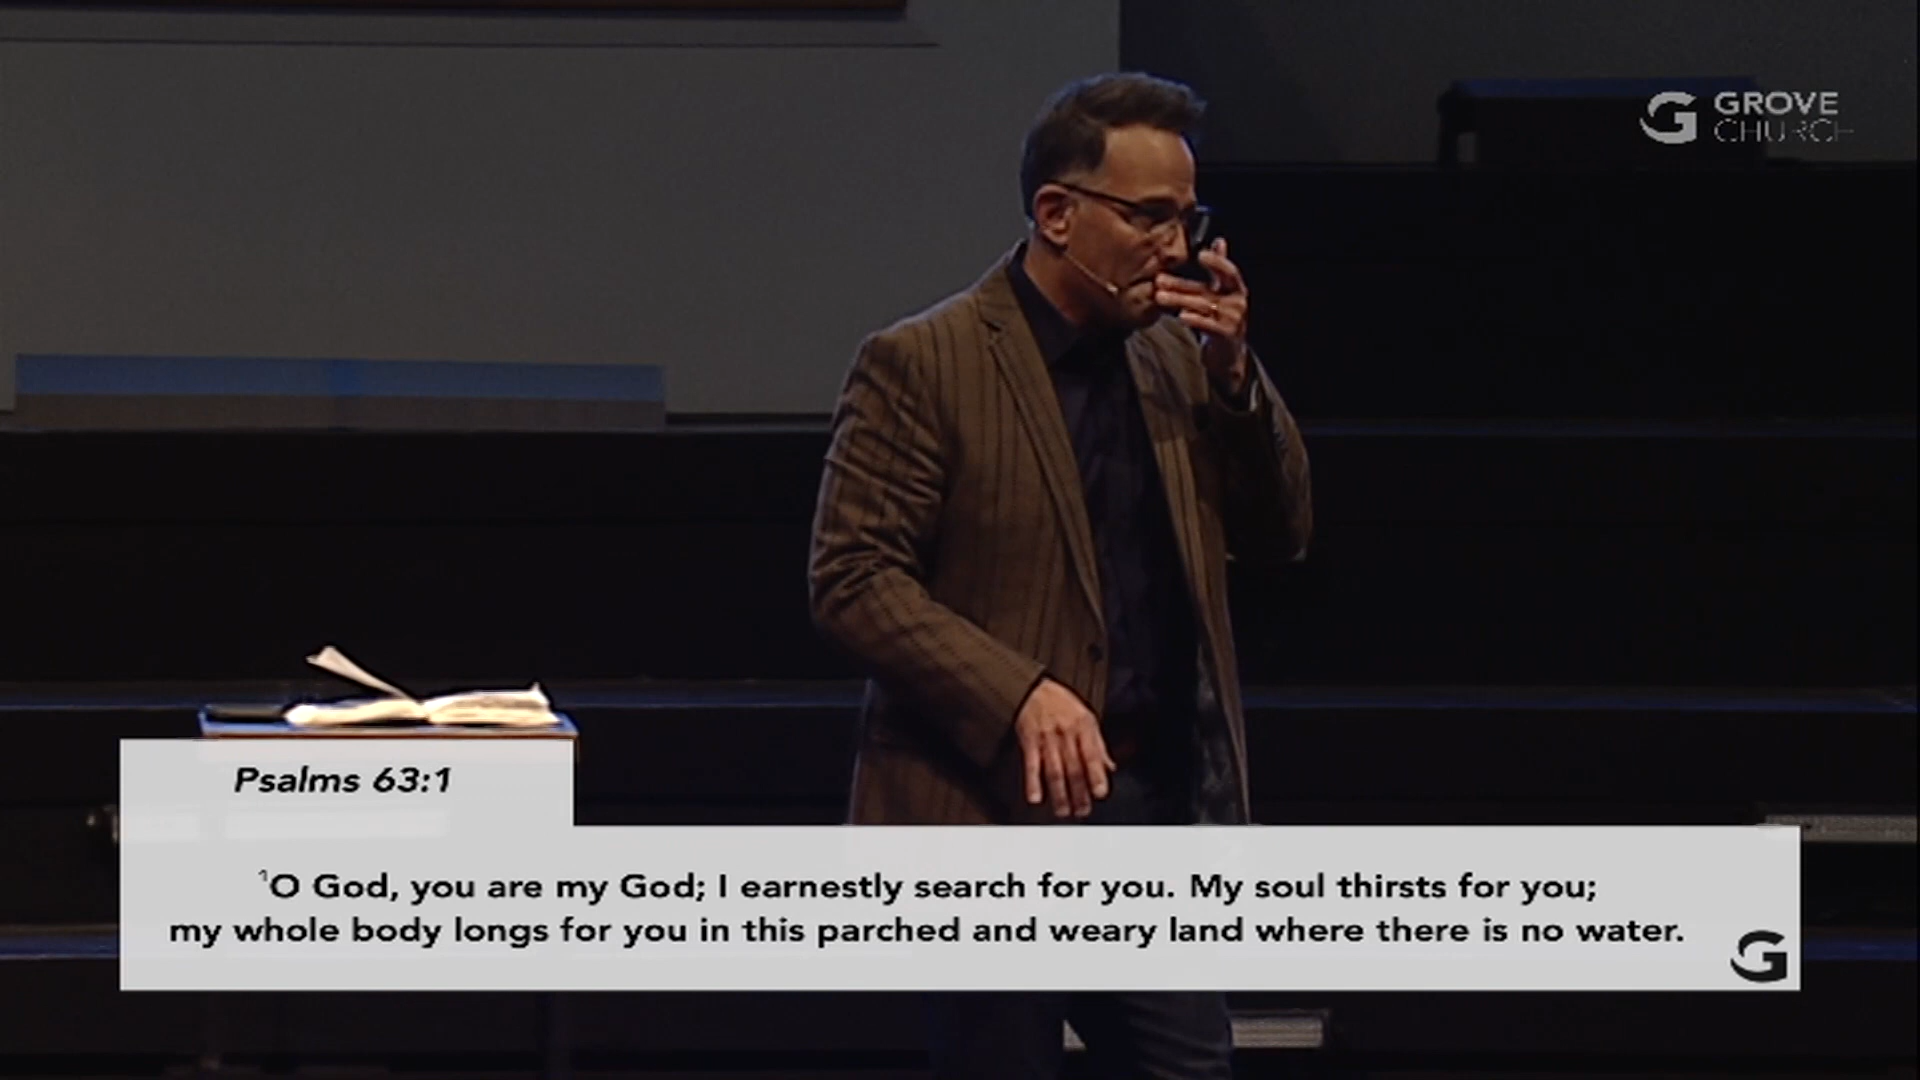 GROVE
CHURCH
Psalms 63:1
¹O God, you are my God; I earnestly search for you. My soul thirsts for you;
my whole body longs for you in this parched and weary land where there is no water.